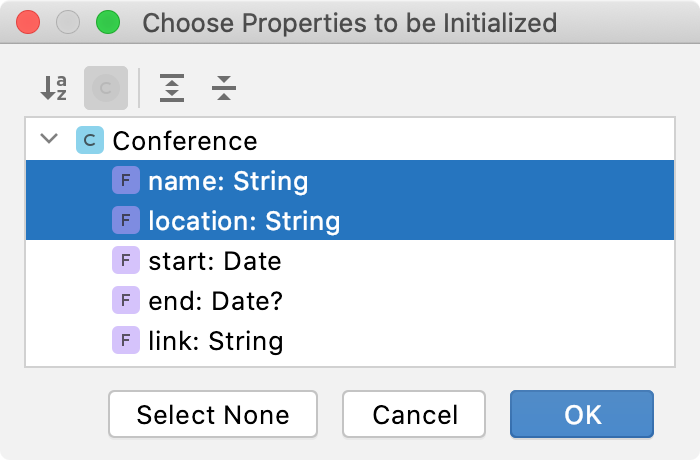 Choose Properties to be Initialized
a
z
C
C Conference
F name: String
F location: String
F start: Date
F end: Date?
F link: String
Select None Cancel OK